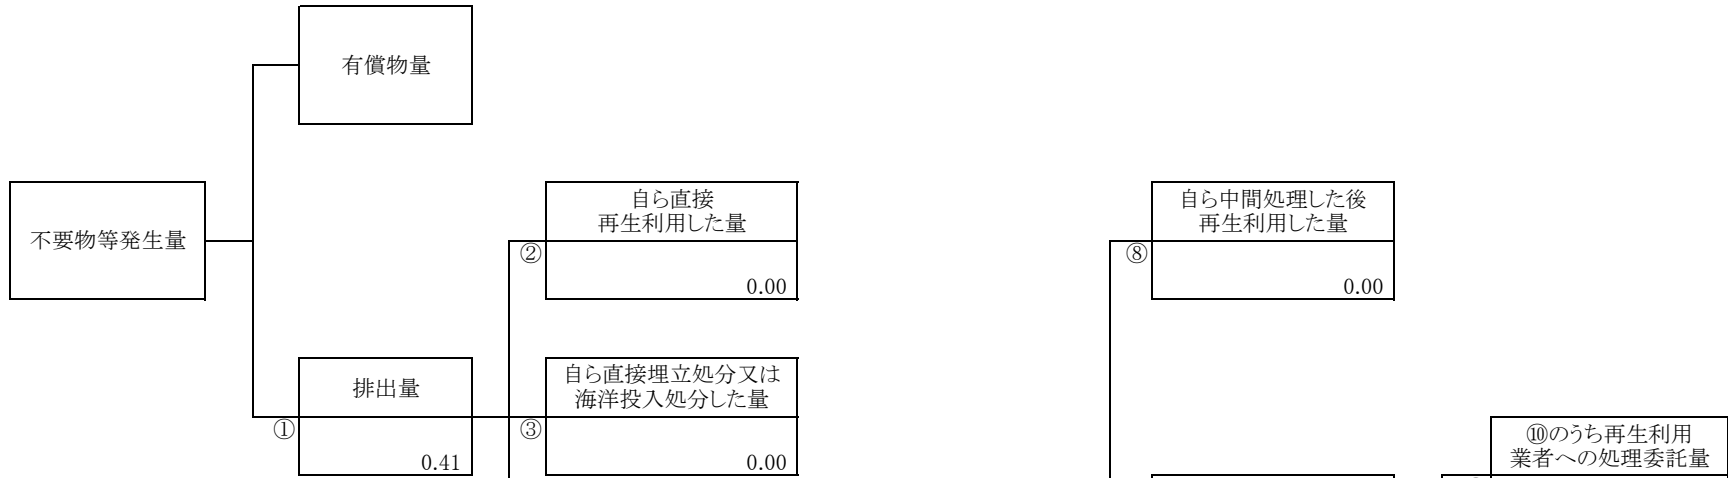 有償物量
不要物等発生量
自ら直接
再生利用した量
②
0.00
自ら中間処理した後
再生利用した量
⑧
0.00
排出量
①
0.41
自ら直接埋立処分又は
海洋投入処分した量
③
0.00
⑩のうち再生利用
業者への処理委託量